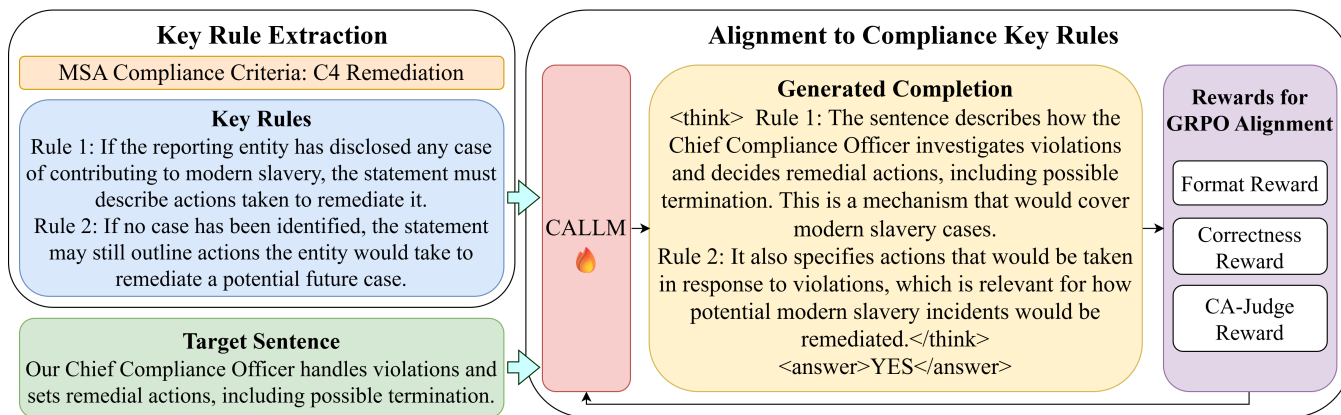 Key Rule Extraction
MSA Compliance Criteria: C4 Remediation
Key Rules
Rule 1: If the reporting entity has disclosed any case
of contributing to modern slavery, the statement must
describe actions taken to remediate it.
Rule 2: If no case has been identified, the statement
may still outline actions the entity would take to
remediate a potential future case.
Target Sentence
Our Chief Compliance Officer handles violations and
sets remedial actions, including possible termination.
Alignment to Compliance Key Rules
CALLM
Generated Completion
<think> Rule 1: The sentence describes how the
Chief Compliance Officer investigates violations
and decides remedial actions, including possible
termination. This is a mechanism that would cover
modern slavery cases.
Rule 2: It also specifies actions that would be taken
in response to violations, which is relevant for how
potential modern slavery incidents would be
remediated.</think>
<answer>YES</answer>
Rewards for
GRPO Alignment
Format Reward
Correctness
Reward
CA-Judge
Reward